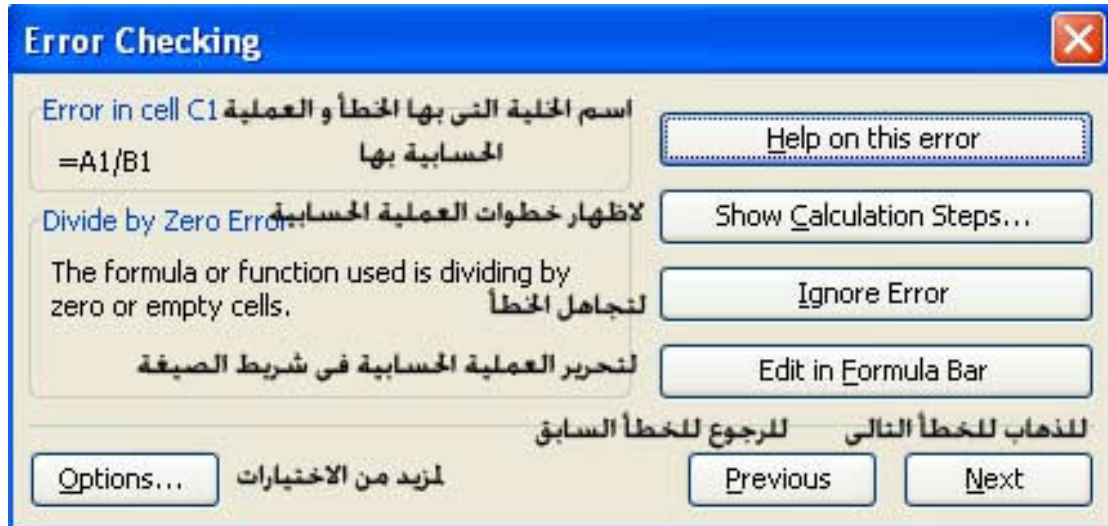 Error Checking
Error in cell C1 اسم الخلية التى بها الخطأ و العملية
=A1/B1 الحسابية بها
Help on this error
Divide by Zero Error لاظهار خطوات العملية الحسابية
Show Calculation Steps...
The formula or function used is dividing by
zero or empty cells. لتجاهل الخطأ
Ignore Error
لتحرير العملية الحسابية فى شريط الصيغة
Edit in Formula Bar
للذهاب للخطأ التالى للرجوع للخطأ السابق
Options... لمزيد من الاختيارات
Previous Next